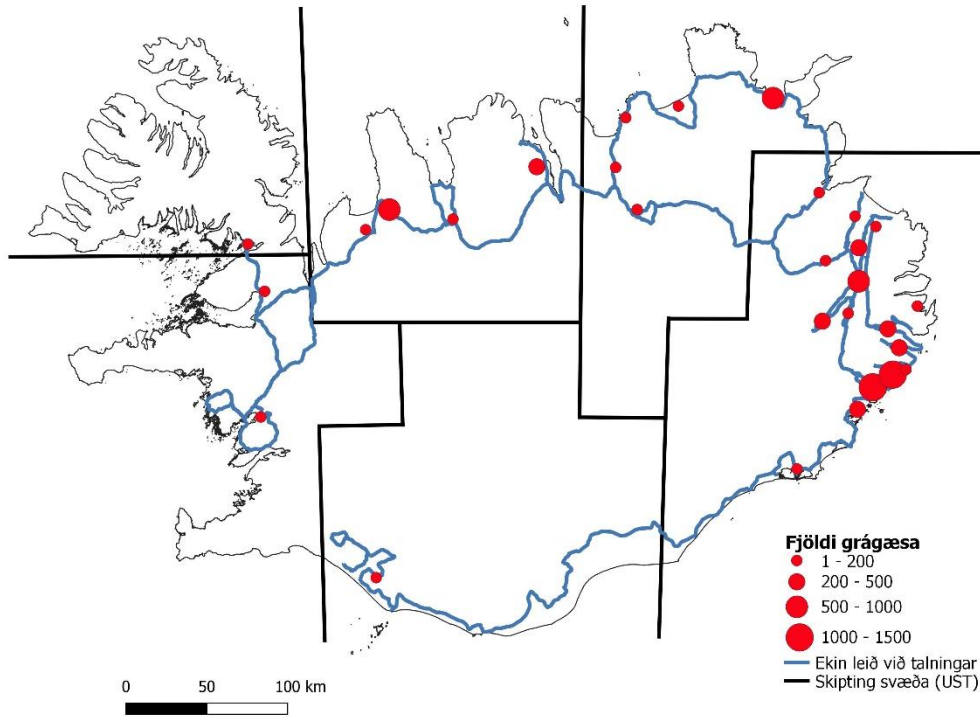 Fjöldi grágæsa
1 - 200
200 - 500
500 - 1000
1000 - 1500
Ekin leið við talningar
Skipting svæða (UST)
0 50 100 km